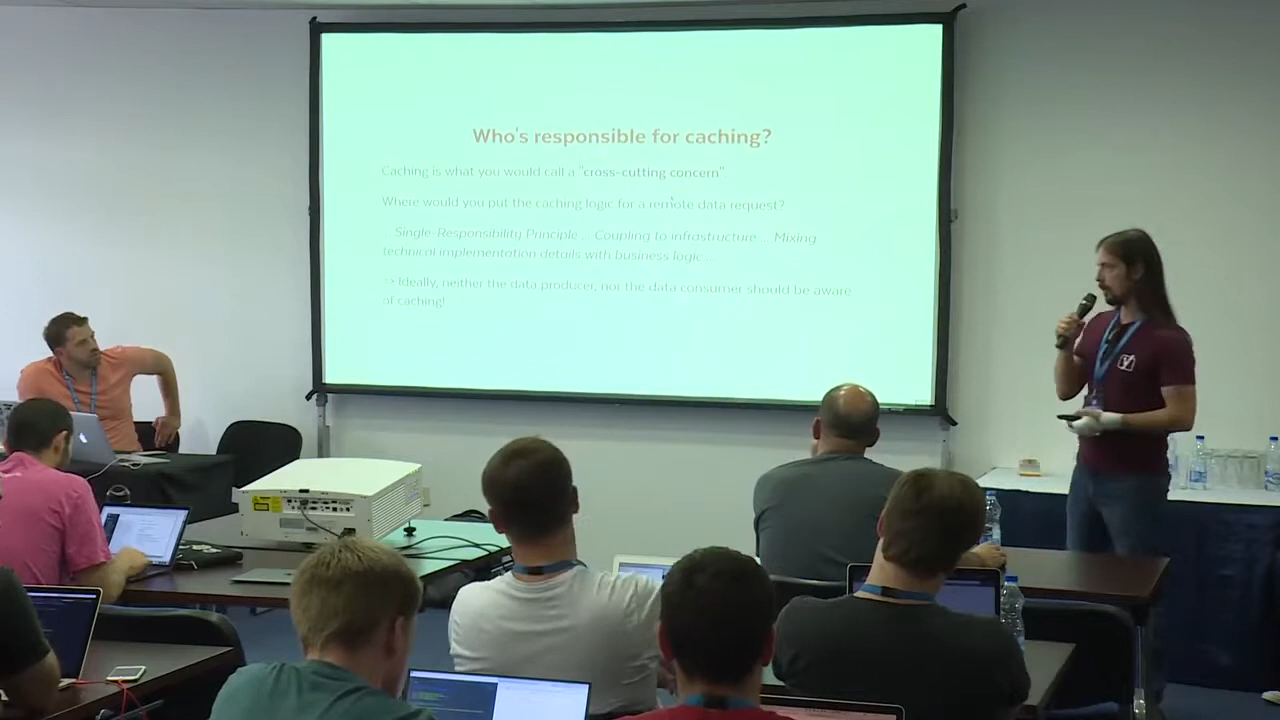 Who's responsible for caching?
Caching is what you would call a "cross-cutting concern".
Where would you put the caching logic for a remote data request?
... Single-Responsibility Principle ... Coupling to infrastructure ... Mixing
technical implementation details with business logic ...
=> Ideally, neither the data producer, nor the data consumer should be aware
of caching!